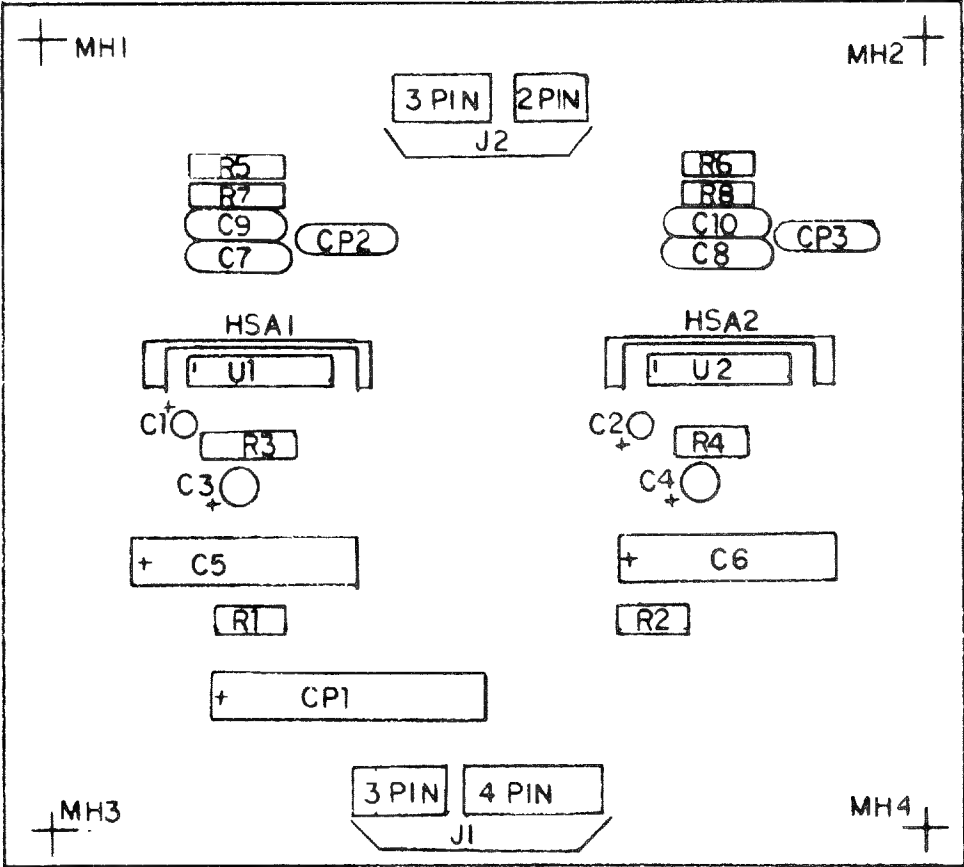 MH1
MH2
3 PIN 2 PIN
J2
R5
R6
R7
R8
C9
C10
CP2
CP3
C7
C8
HSA1
HSA2
U1
U2
+
C1
C2
+
R3
R4
C3
+
C4
+
+ C5
+ C6
R1
R2
+ CP1
3 PIN 4 PIN
J1
MH3
MH4